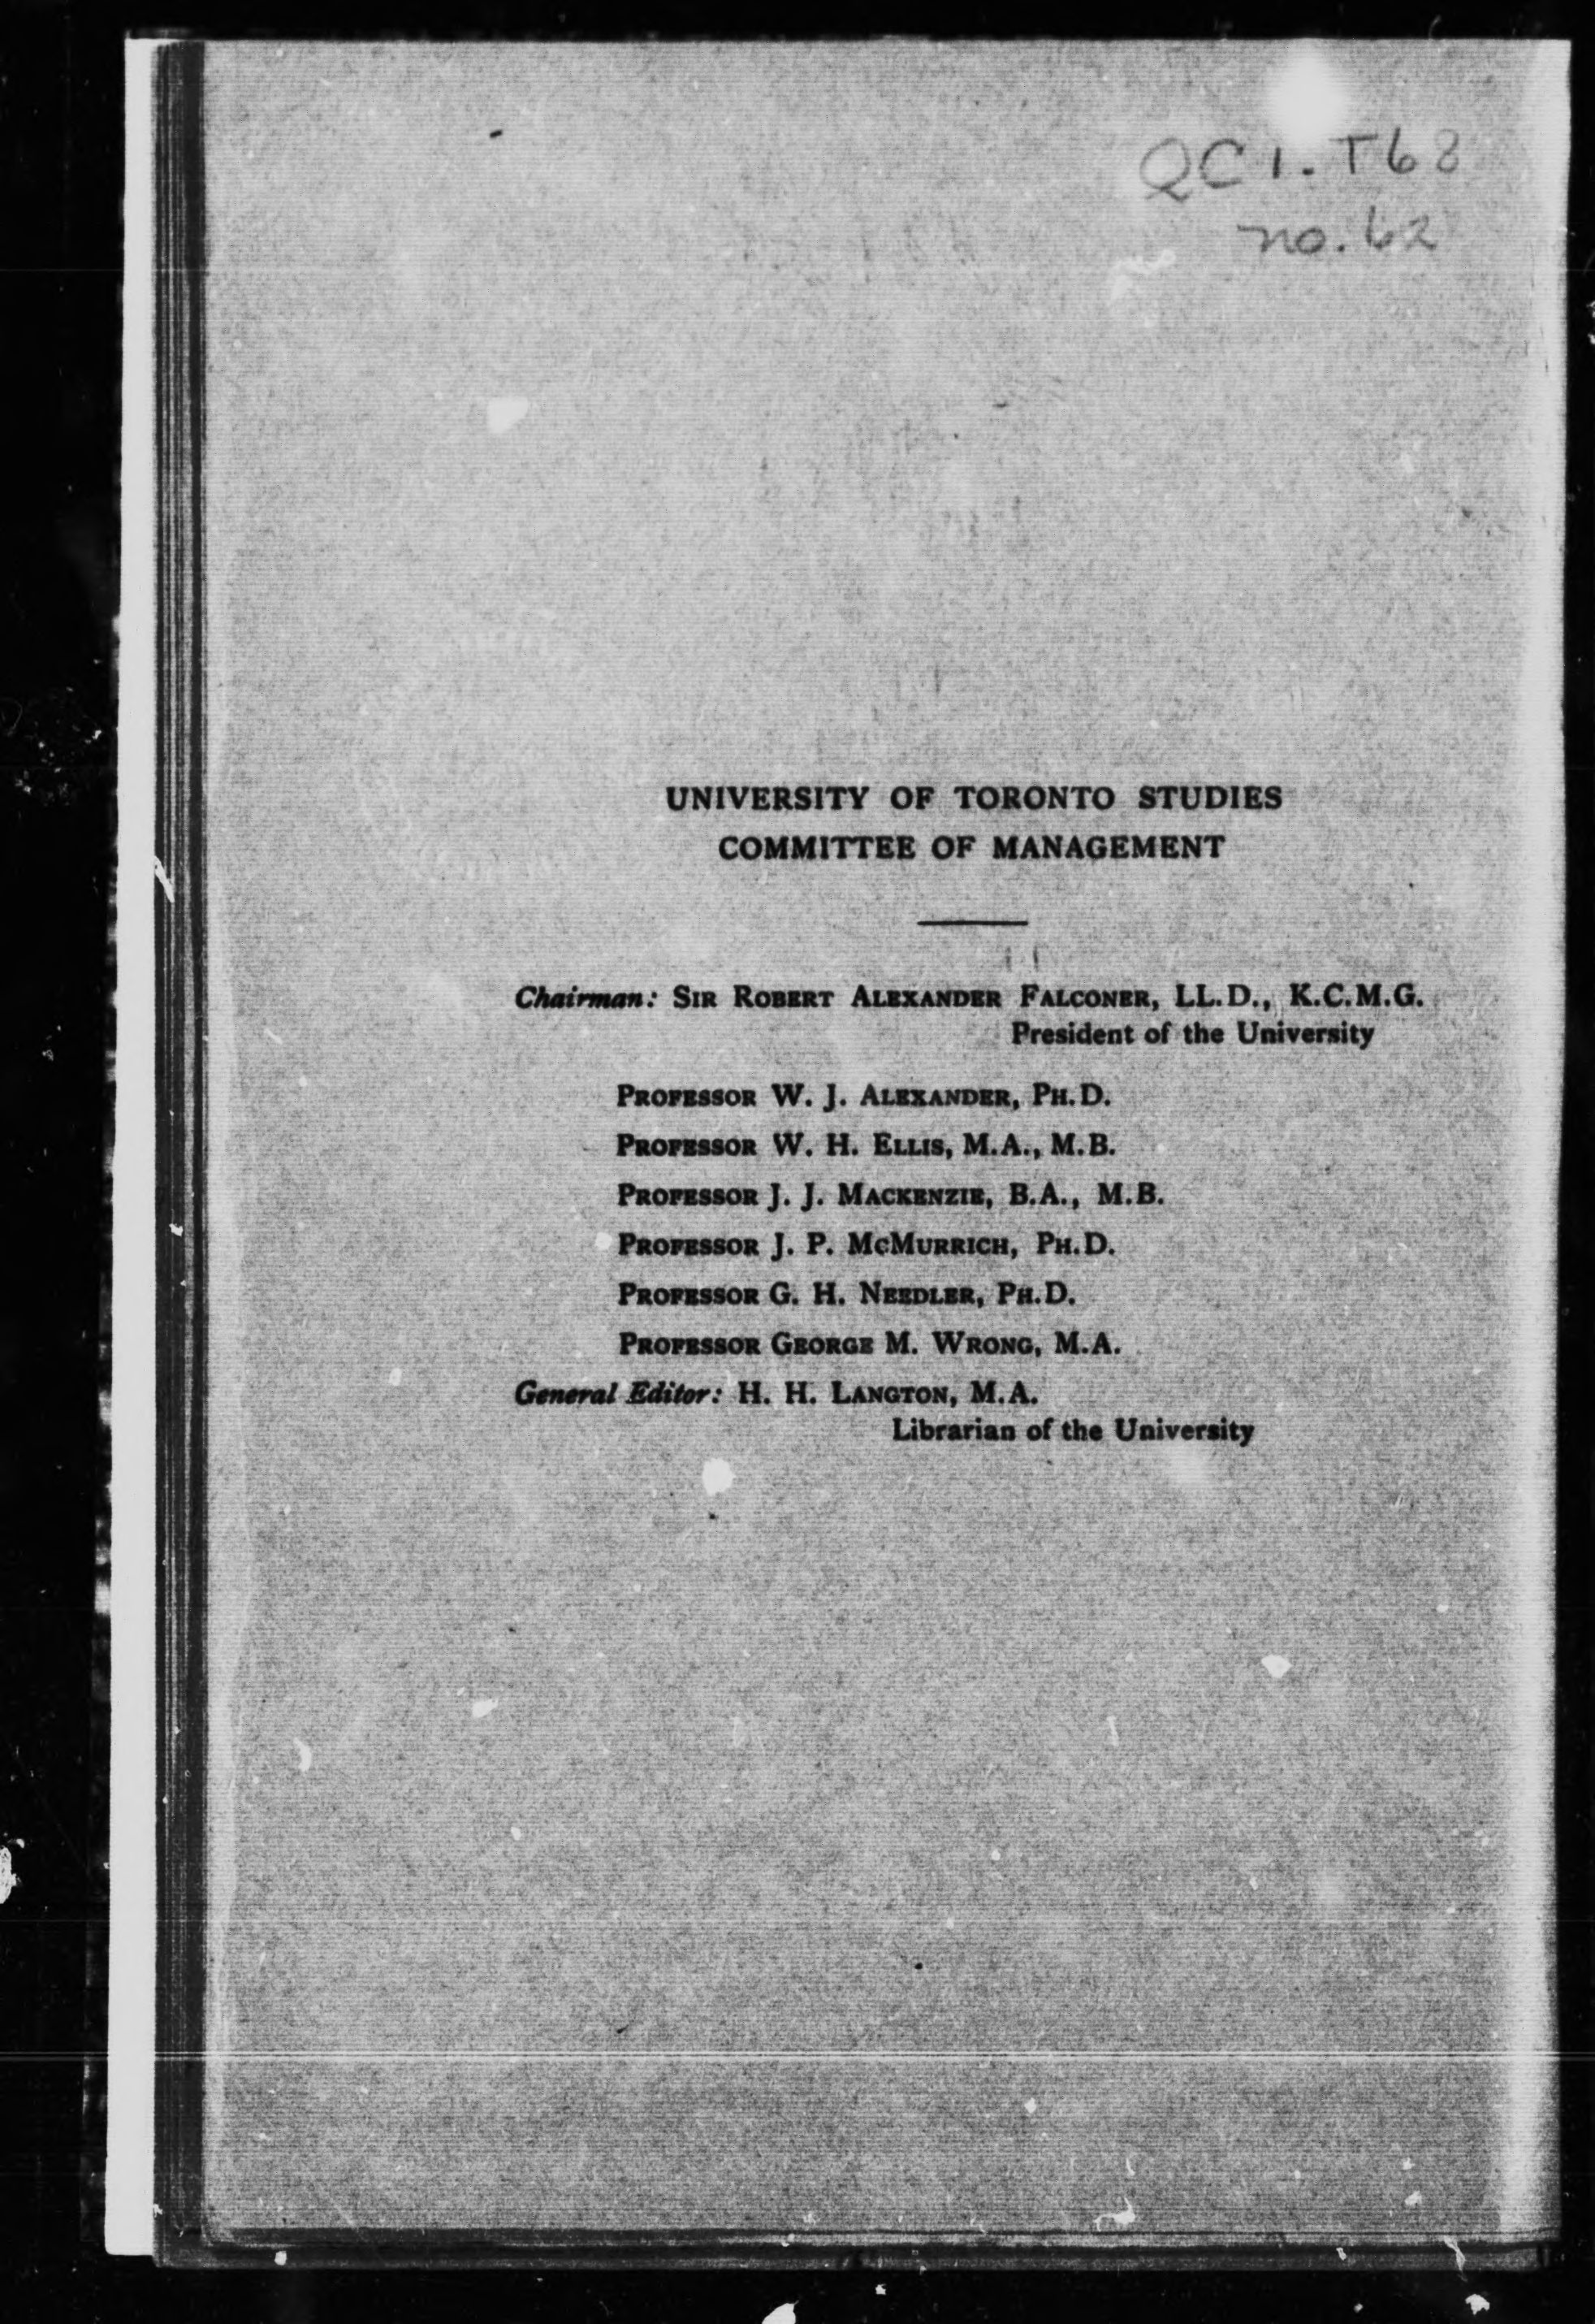 QC1.T68
no.62
UNIVERSITY OF TORONTO STUDIES
COMMITTEE OF MANAGEMENT
Chairman: SIR ROBERT ALEXANDER FALCONER, LL.D., K.C.M.G.
President of the University
PROFESSOR W. J. ALEXANDER, PH.D.
PROFESSOR W. H. ELLIS, M.A., M.B.
PROFESSOR J. J. MACKENZIE, B.A., M.B.
PROFESSOR J. P. MCMURRICH, PH.D.
PROFESSOR G. H. NEEDLER, PH.D.
PROFESSOR GEORGE M. WRONG, M.A.
General Editor: H. H. LANGTON, M.A.
Librarian of the University